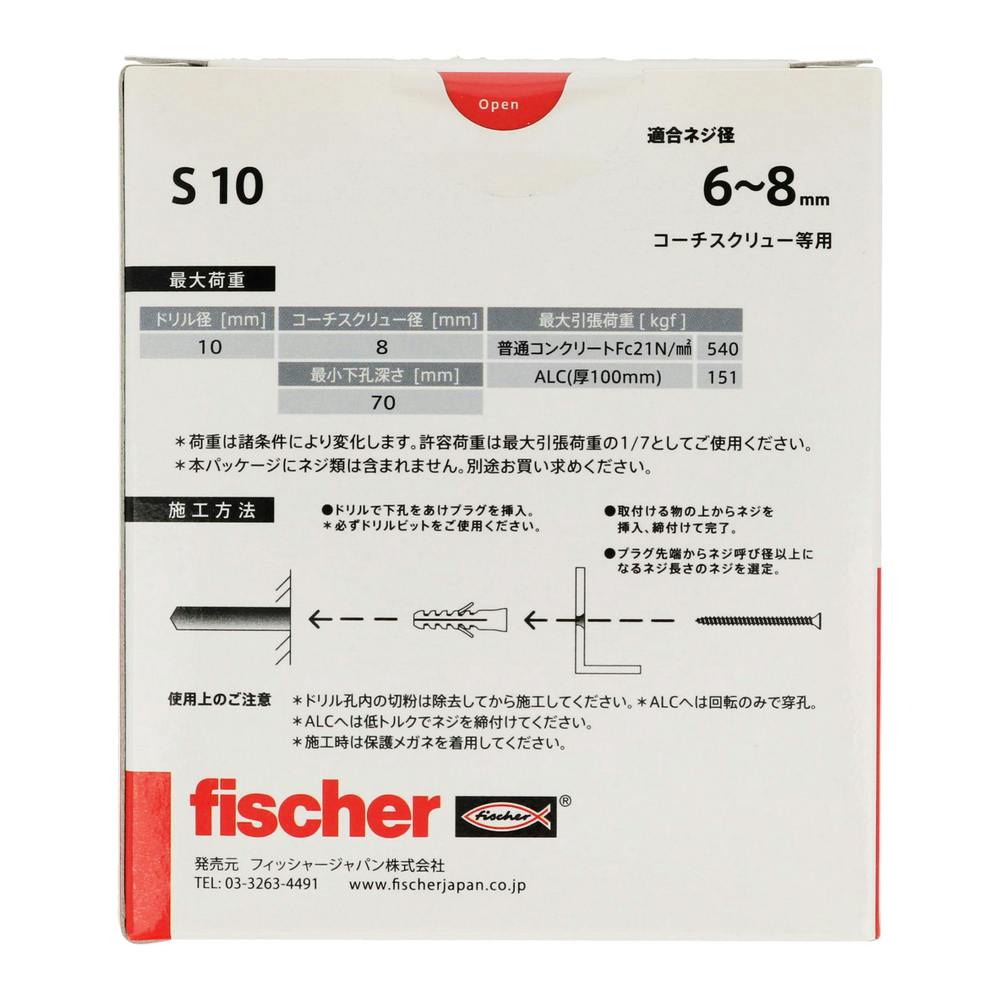 Open
適合ネジ径
S 10
6~8mm
コーチスクリュー等用
最大荷重
ドリル径 [mm] コーチスクリュー径 [mm] 最大引張荷重 [ kgf ]
10 8 普通コンクリートFc21N/㎟ 540
最小下孔深さ [mm] ALC(厚100mm) 151
70
＊荷重は諸条件により変化します。許容荷重は最大引張荷重の1/7としてご使用ください。
＊本パッケージにネジ類は含まれません。別途お買い求めください。
施工方法
●ドリルで下孔をあけプラグを挿入。
＊必ずドリルビットをご使用ください。
●取付ける物の上からネジを
挿入、締付けて完了。
●プラグ先端からネジ呼び径以上に
なるネジ長さのネジを選定。
使用上のご注意 ＊ドリル孔内の切粉は除去してから施工してください。＊ALCへは回転のみで穿孔。
＊ALCへは低トルクでネジを締付けてください。
＊施工時は保護メガネを着用してください。
fischer fischer ®
発売元 フィッシャージャパン株式会社
TEL: 03-3263-4491 www.fischerjapan.co.jp